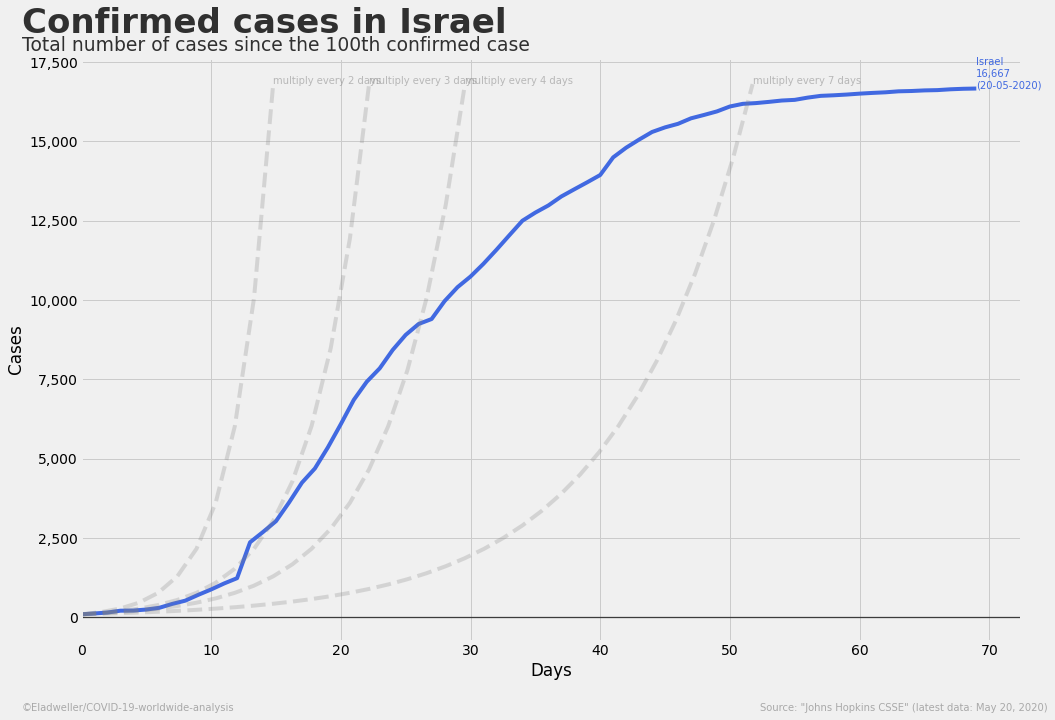 Confirmed cases in Israel
Total number of cases since the 100th confirmed case
17,500
15,000
12,500
10,000
7,500
5,000
2,500
0
Cases
multiply every 2 days
multiply every 3 days
multiply every 4 days
multiply every 7 days
Israel
16,667
(20-05-2020)
0 10 20 30 40 50 60 70
Days
©Eladweller/COVID-19-worldwide-analysis
Source: "Johns Hopkins CSSE" (latest data: May 20, 2020)